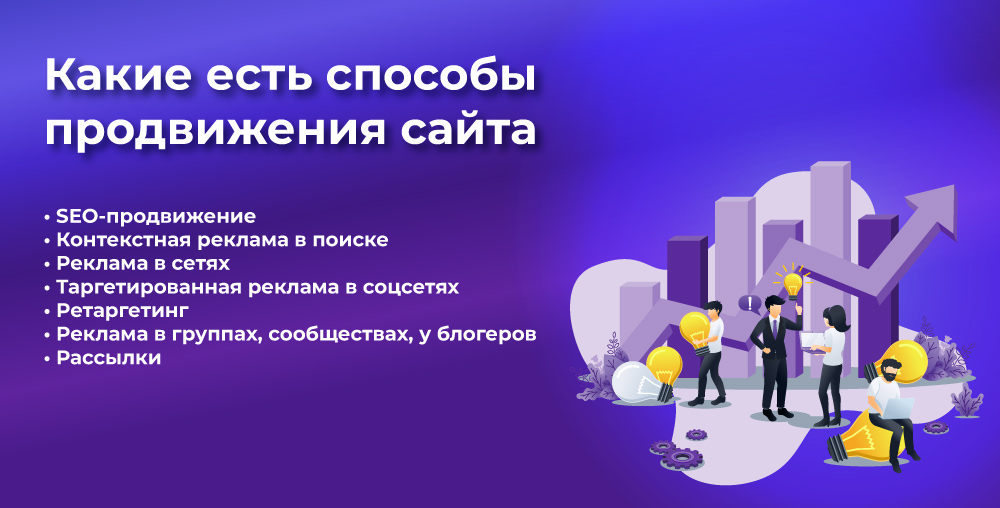 Какие есть способы
продвижения сайта
• SEO-продвижение
• Контекстная реклама в поиске
• Реклама в сетях
• Таргетированная реклама в соцсетях
• Ретаргетинг
• Реклама в группах, сообществах, у блогеров
• Рассылки
!